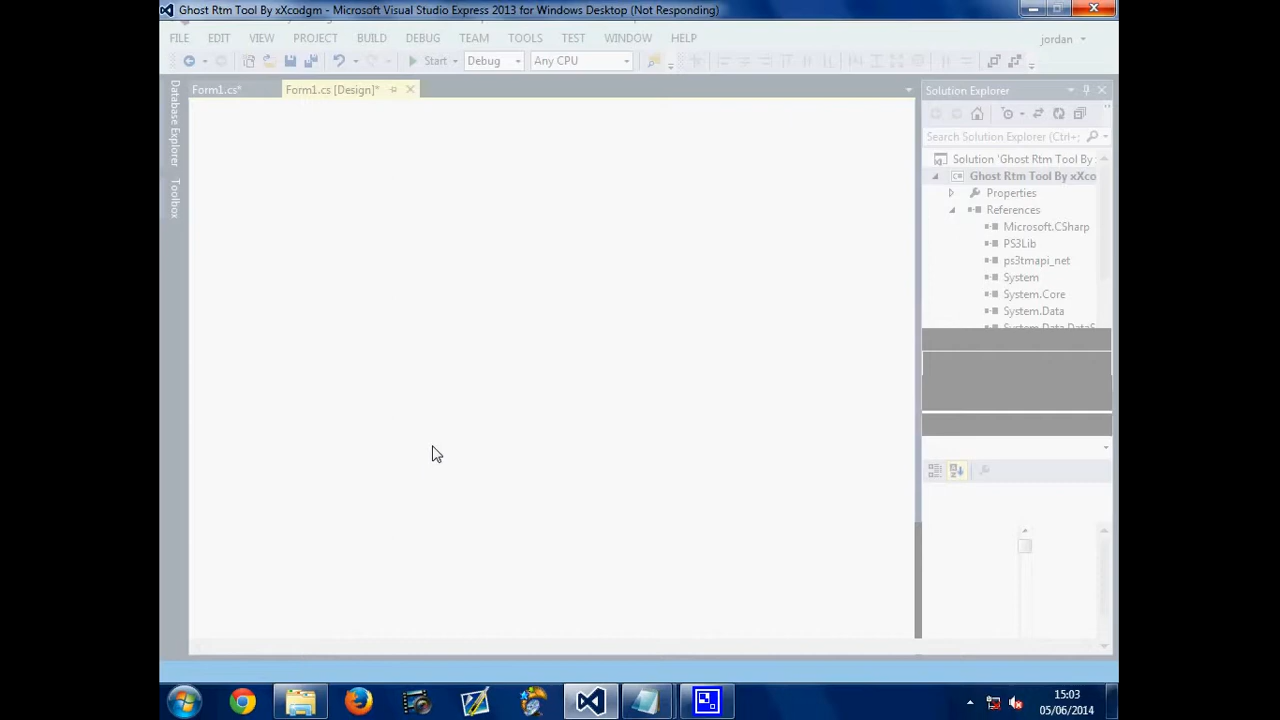 Ghost Rtm Tool By xXcodgm - Microsoft Visual Studio Express 2013 for Windows Desktop (Not Responding)
FILE EDIT VIEW PROJECT BUILD DEBUG TEAM TOOLS TEST WINDOW HELP jordan
Start Debug Any CPU
Database Explorer
Toolbox
Form1.cs* Form1.cs [Design]*
Solution Explorer
Search Solution Explorer (Ctrl+;
Solution 'Ghost Rtm Tool By
Ghost Rtm Tool By xXco
Properties
References
Microsoft.CSharp
PS3Lib
ps3tmapi_net
System
System.Core
System.Data
System.Data.DataS
15:03
05/06/2014